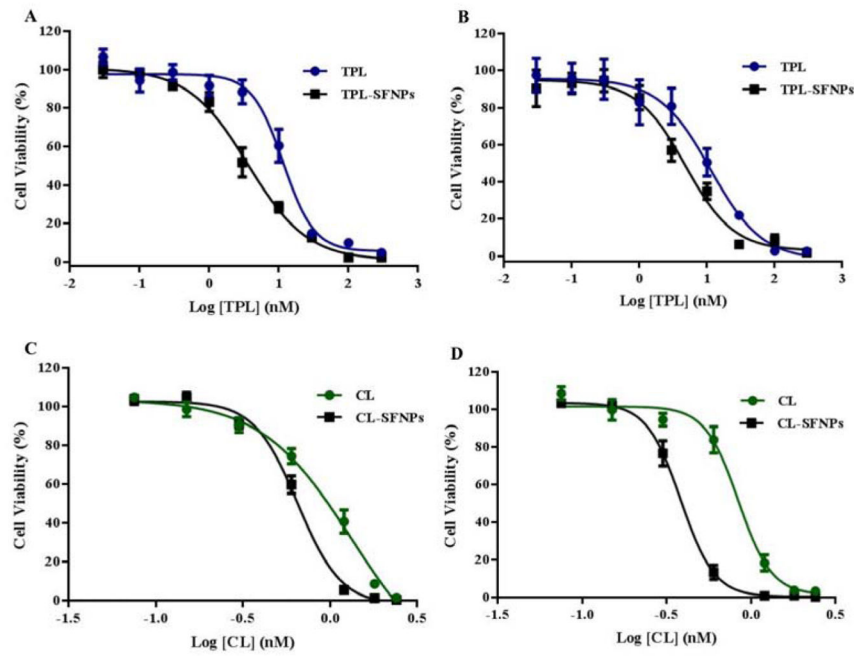 A
120
100
80
60
40
20
0
Cell Viability (%)
TPL
TPL-SFNPs
-2 -1 0 1 2 3
Log [TPL] (nM)
B
120
100
80
60
40
20
0
Cell Viability (%)
TPL
TPL-SFNPs
-2 -1 0 1 2 3
Log [TPL] (nM)
C
120
100
80
60
40
20
0
Cell Viability (%)
CL
CL-SFNPs
-1.5 -1.0 -0.5 0.0 0.5
Log [CL] (nM)
D
120
100
80
60
40
20
0
Cell Viability (%)
CL
CL-SFNPs
-1.5 -1.0 -0.5 0.0 0.5
Log [CL] (nM)